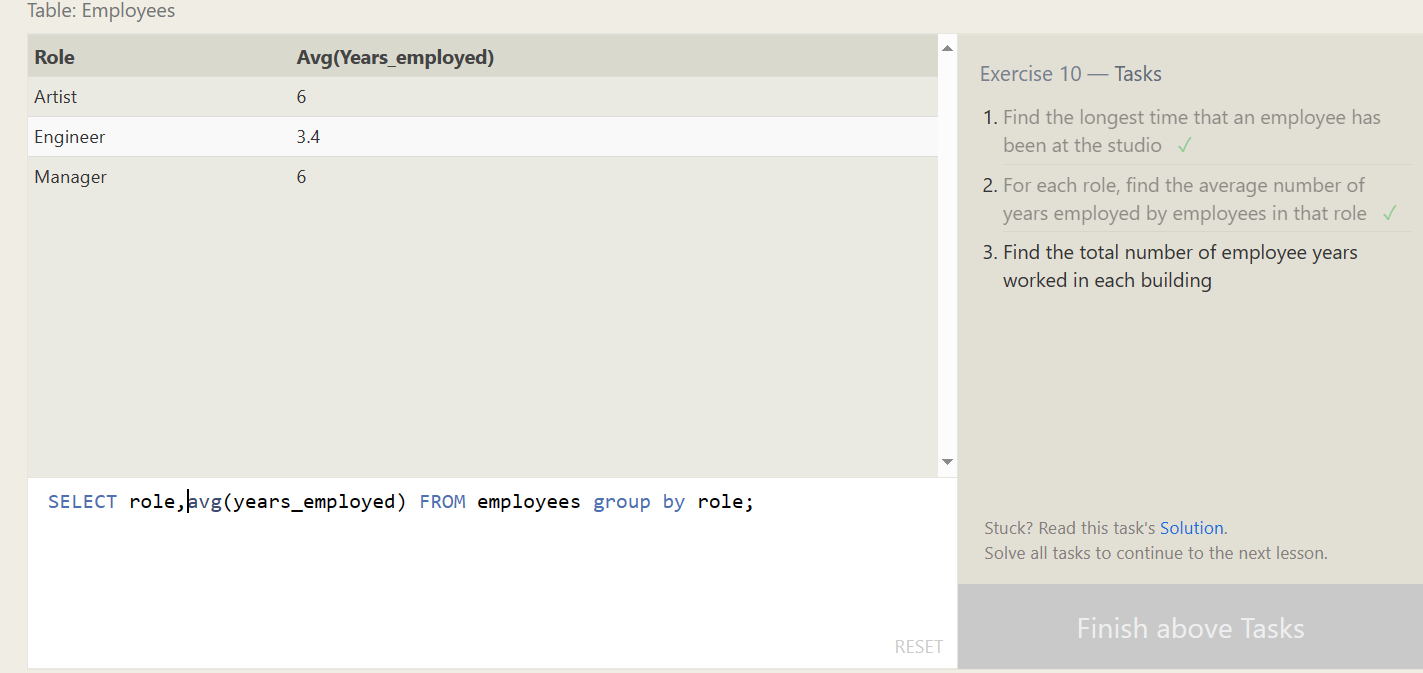 Table: Employees
Role Avg(Years_employed)
Artist 6
Engineer 3.4
Manager 6
SELECT role,avg(years_employed) FROM employees group by role;
RESET
Exercise 10 — Tasks
1. Find the longest time that an employee has
been at the studio ✓
2. For each role, find the average number of
years employed by employees in that role ✓
3. Find the total number of employee years
worked in each building
Stuck? Read this task's Solution.
Solve all tasks to continue to the next lesson.
Finish above Tasks